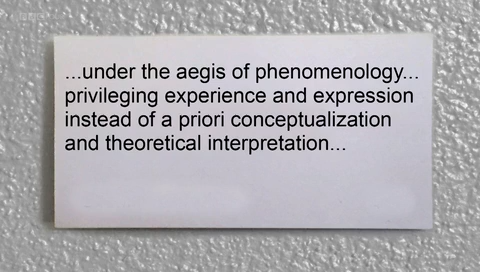 ...under the aegis of phenomenology...
privileging experience and expression
instead of a priori conceptualization
and theoretical interpretation...